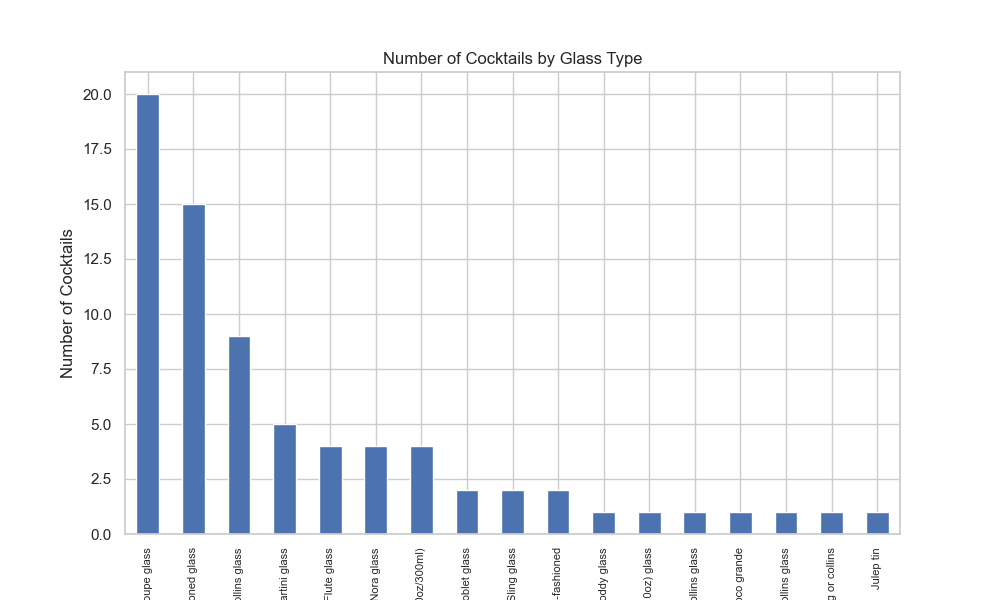 Number of Cocktails by Glass Type
Number of Cocktails
20.0
17.5
15.0
12.5
10.0
7.5
5.0
2.5
0.0
oupe glass
oned glass
ollins glass
artini glass
Flute glass
Nora glass
0oz/300ml)
oblet glass
Sling glass
-fashioned
oddy glass
0oz) glass
ollins glass
oco grande
ollins glass
g or collins
Julep tin